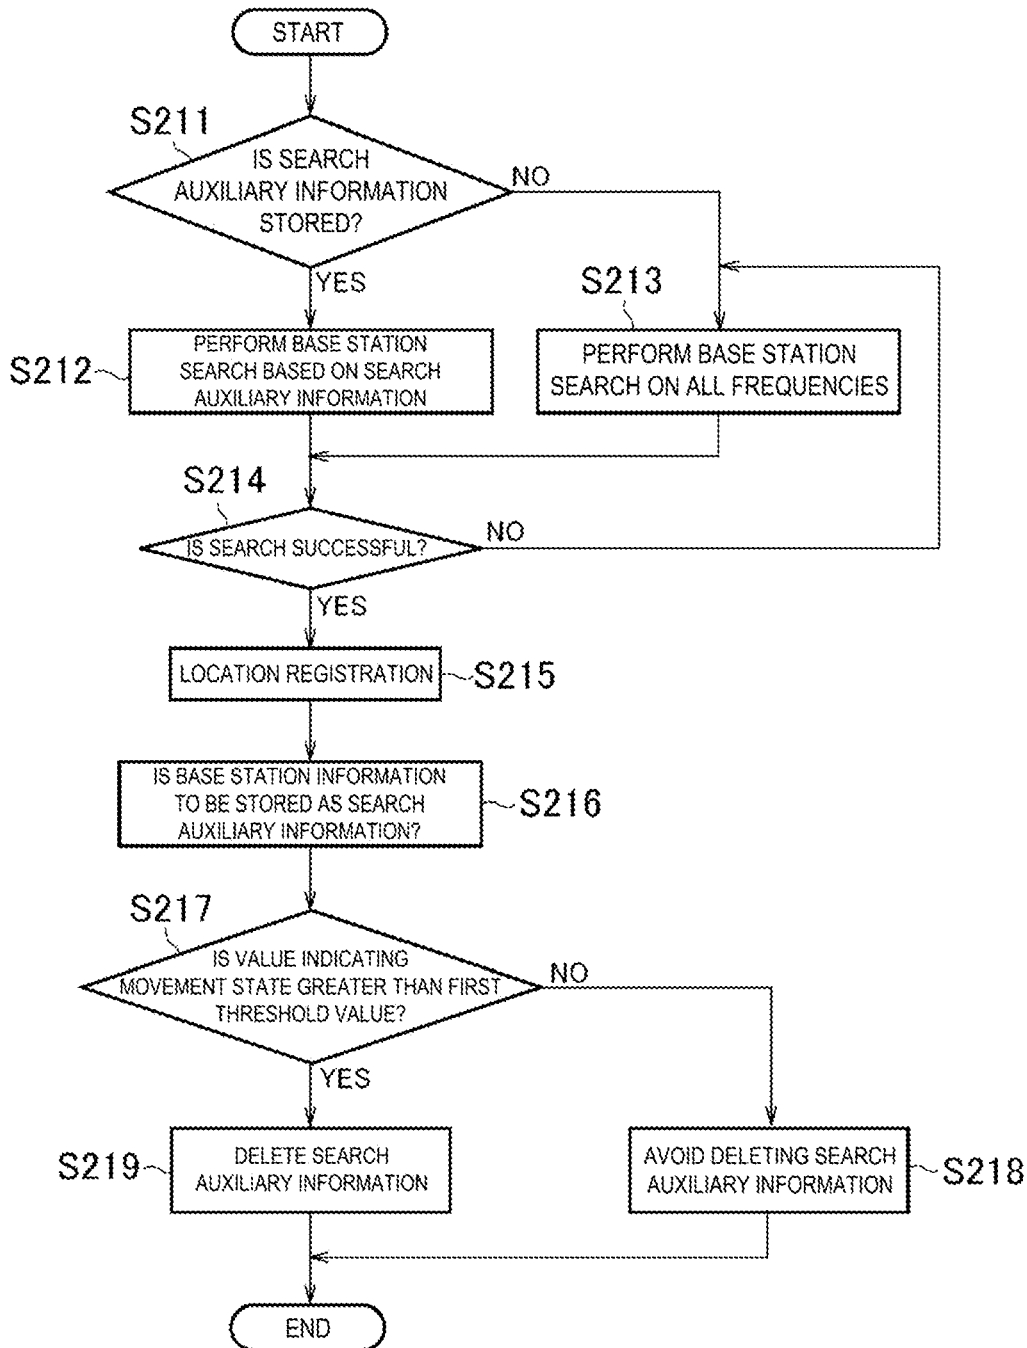 START
S211
IS SEARCH
AUXILIARY INFORMATION
STORED?
NO
YES
S213
S212
PERFORM BASE STATION
SEARCH BASED ON SEARCH
AUXILIARY INFORMATION
PERFORM BASE STATION
SEARCH ON ALL FREQUENCIES
S214
IS SEARCH SUCCESSFUL?
NO
YES
LOCATION REGISTRATION
S215
IS BASE STATION INFORMATION
TO BE STORED AS SEARCH
AUXILIARY INFORMATION?
S216
S217
IS VALUE INDICATING
MOVEMENT STATE GREATER THAN FIRST
THRESHOLD VALUE?
NO
YES
S219
DELETE SEARCH
AUXILIARY INFORMATION
AVOID DELETING SEARCH
AUXILIARY INFORMATION
S218
END